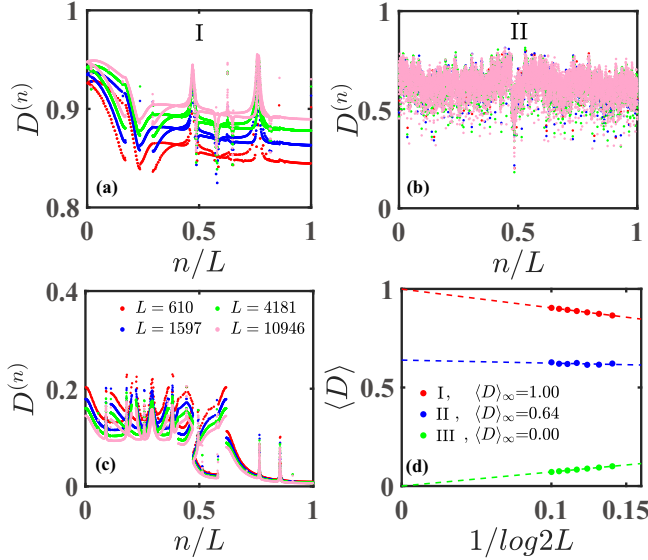 1
I
0.9
D^{(n)}
0.8
(a)
0
0.5
1
n/L
1
II
0.5
D^{(n)}
0
(b)
0
0.5
1
n/L
0.4
L = 610
L = 4181
L = 1597
L = 10946
0.2
D^{(n)}
0
(c)
0
0.5
1
n/L
1
⟨D⟩
0.5
I , ⟨D⟩∞=1.00
II , ⟨D⟩∞=0.64
III , ⟨D⟩∞=0.00
0
(d)
0
0.1
0.15
1/log2L